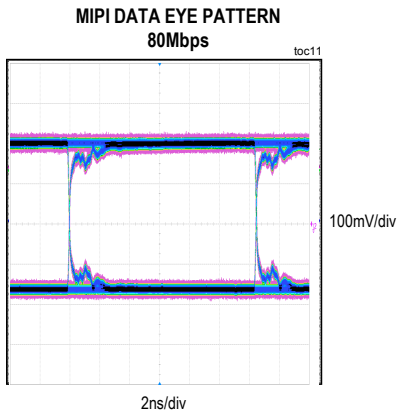 MIPI DATA EYE PATTERN
80Mbps
toc11
100mV/div
2ns/div